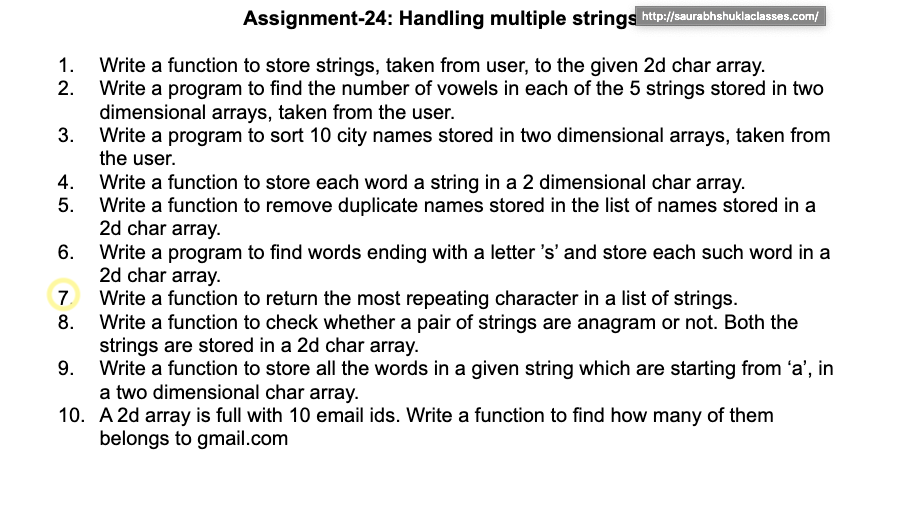 Assignment-24: Handling multiple strings http://saurabhshuklaclasses.com/
1. Write a function to store strings, taken from user, to the given 2d char array.
2. Write a program to find the number of vowels in each of the 5 strings stored in two
dimensional arrays, taken from the user.
3. Write a program to sort 10 city names stored in two dimensional arrays, taken from
the user.
4. Write a function to store each word a string in a 2 dimensional char array.
5. Write a function to remove duplicate names stored in the list of names stored in a
2d char array.
6. Write a program to find words ending with a letter ’s’ and store each such word in a
2d char array.
7. Write a function to return the most repeating character in a list of strings.
8. Write a function to check whether a pair of strings are anagram or not. Both the
strings are stored in a 2d char array.
9. Write a function to store all the words in a given string which are starting from ‘a’, in
a two dimensional char array.
10. A 2d array is full with 10 email ids. Write a function to find how many of them
belongs to gmail.com